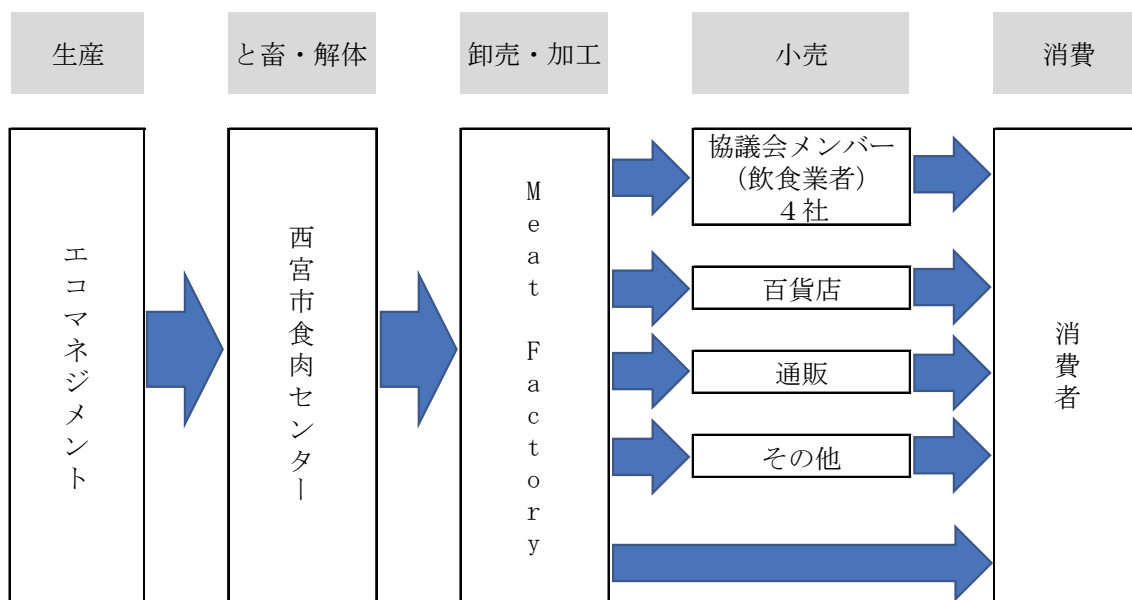 生産
と畜・解体
卸売・加工
小売
消費
エコマネジメント
西宮市食肉センター
Meat Factory
協議会メンバー
（飲食業者）
４社
百貨店
通販
その他
消費者